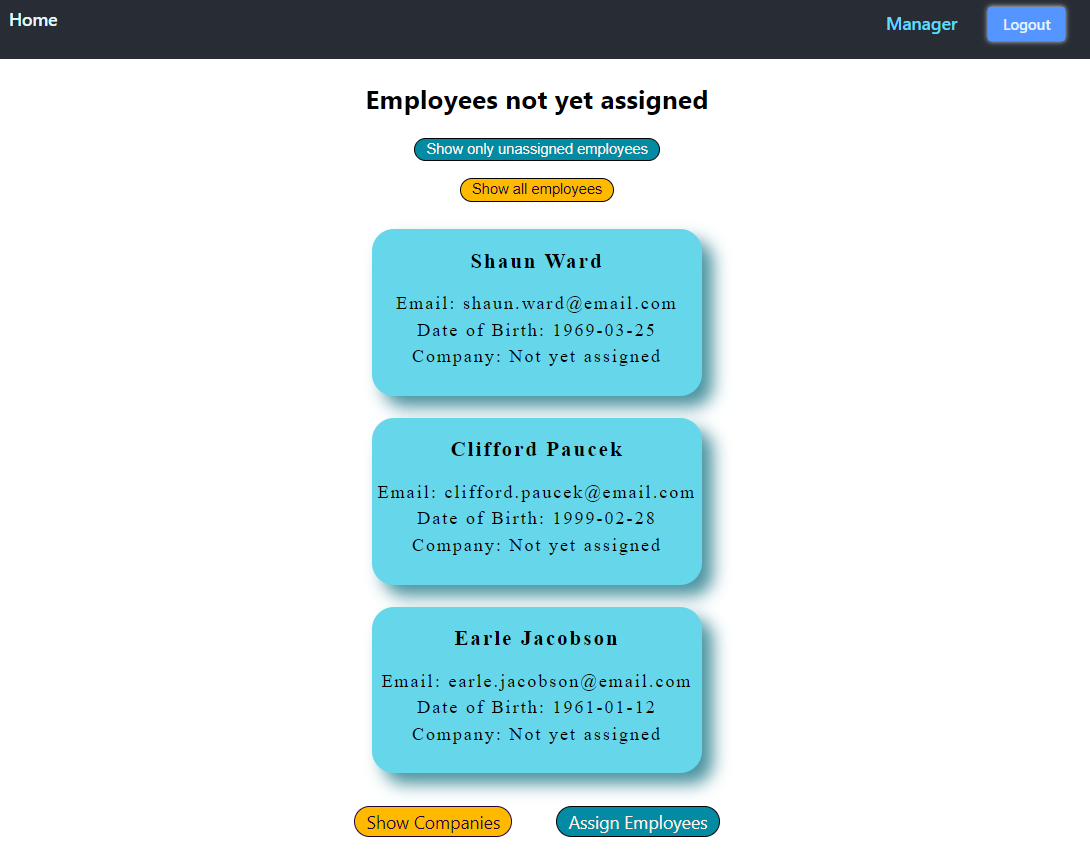 Home
Manager
Logout
Employees not yet assigned
Show only unassigned employees
Show all employees
Shaun Ward
Email: shaun.ward@email.com
Date of Birth: 1969-03-25
Company: Not yet assigned
Clifford Paucek
Email: clifford.paucek@email.com
Date of Birth: 1999-02-28
Company: Not yet assigned
Earle Jacobson
Email: earle.jacobson@email.com
Date of Birth: 1961-01-12
Company: Not yet assigned
Show Companies
Assign Employees